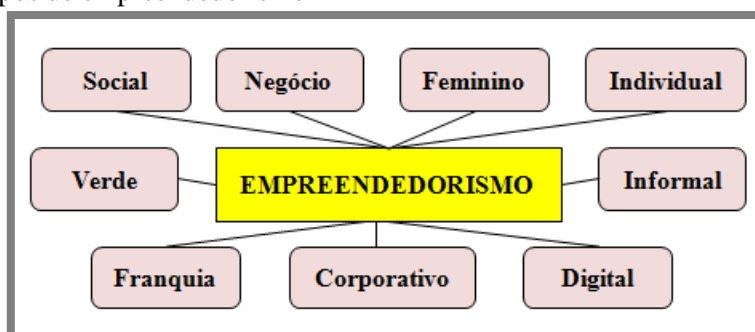 Social Negócio Feminino Individual
Verde EMPREENDEDORISMO Informal
Franquia Corporativo Digital